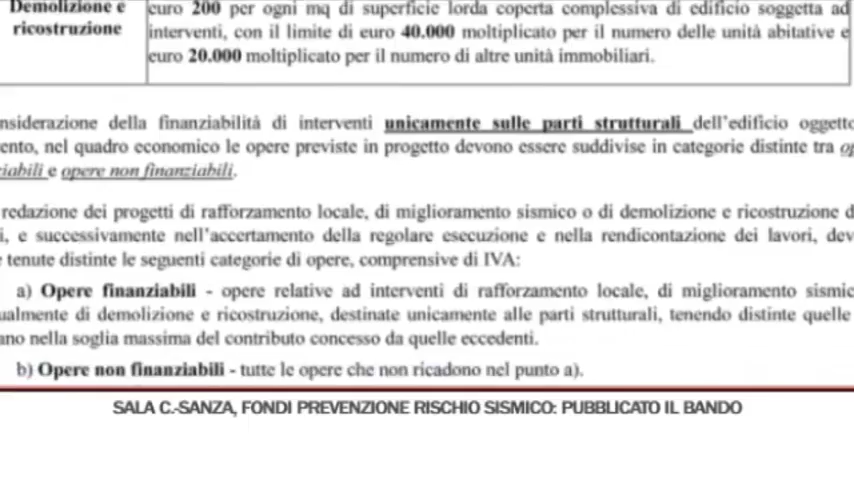 Demolizione e
ricostruzione
euro 200 per ogni mq di superficie lorda coperta complessiva di edificio soggetta ad
interventi, con il limite di euro 40.000 moltiplicato per il numero delle unità abitative e
euro 20.000 moltiplicato per il numero di altre unità immobiliari.
nsiderazione della finanziabilità di interventi unicamente sulle parti strutturali dell'edificio oggetto
ento, nel quadro economico le opere previste in progetto devono essere suddivise in categorie distinte tra op
ziabili e opere non finanziabili.
redazione dei progetti di rafforzamento locale, di miglioramento sismico o di demolizione e ricostruzione d
i, e successivamente nell'accertamento della regolare esecuzione e nella rendicontazione dei lavori, dev
e tenute distinte le seguenti categorie di opere, comprensive di IVA:
a) Opere finanziabili - opere relative ad interventi di rafforzamento locale, di miglioramento sismic
ualmente di demolizione e ricostruzione, destinate unicamente alle parti strutturali, tenendo distinte quelle
ano nella soglia massima del contributo concesso da quelle eccedenti.
b) Opere non finanziabili - tutte le opere che non ricadono nel punto a).
SALA C.-SANZA, FONDI PREVENZIONE RISCHIO SISMICO: PUBBLICATO IL BANDO